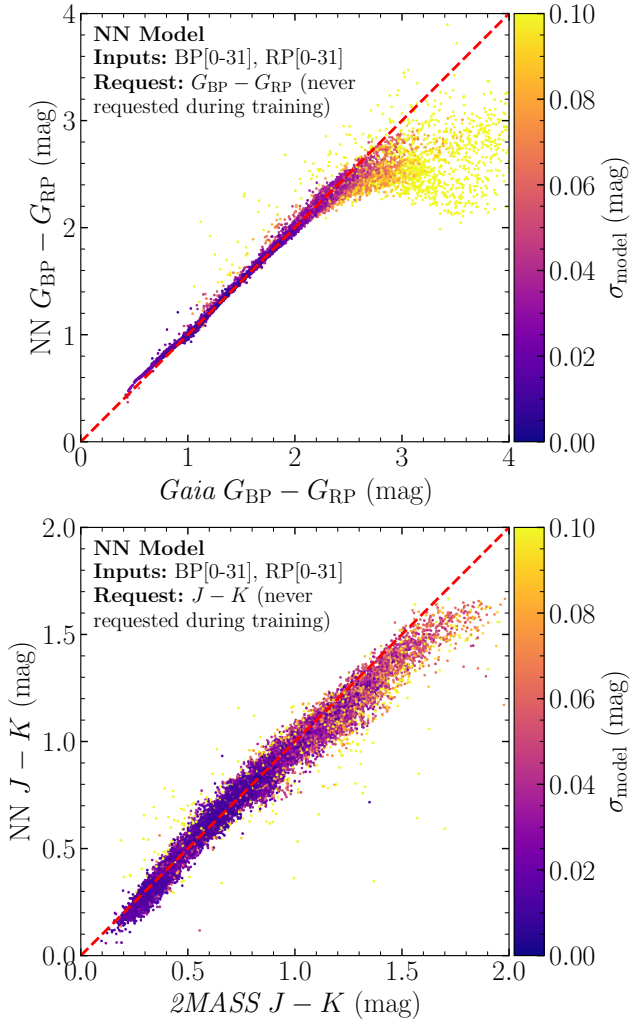 NN Model
Inputs: BP[0-31], RP[0-31]
Request: G_BP − G_RP (never
requested during training)
NN G_BP − G_RP (mag)
4
3
2
1
0
0 1 2 3 4
Gaia G_BP − G_RP (mag)
0.10
0.08
0.06
0.04
0.02
0.00
σ_model (mag)
NN Model
Inputs: BP[0-31], RP[0-31]
Request: J − K (never
requested during training)
NN J − K (mag)
2.0
1.5
1.0
0.5
0.0
0.0 0.5 1.0 1.5 2.0
2MASS J − K (mag)
0.10
0.08
0.06
0.04
0.02
0.00
σ_model (mag)